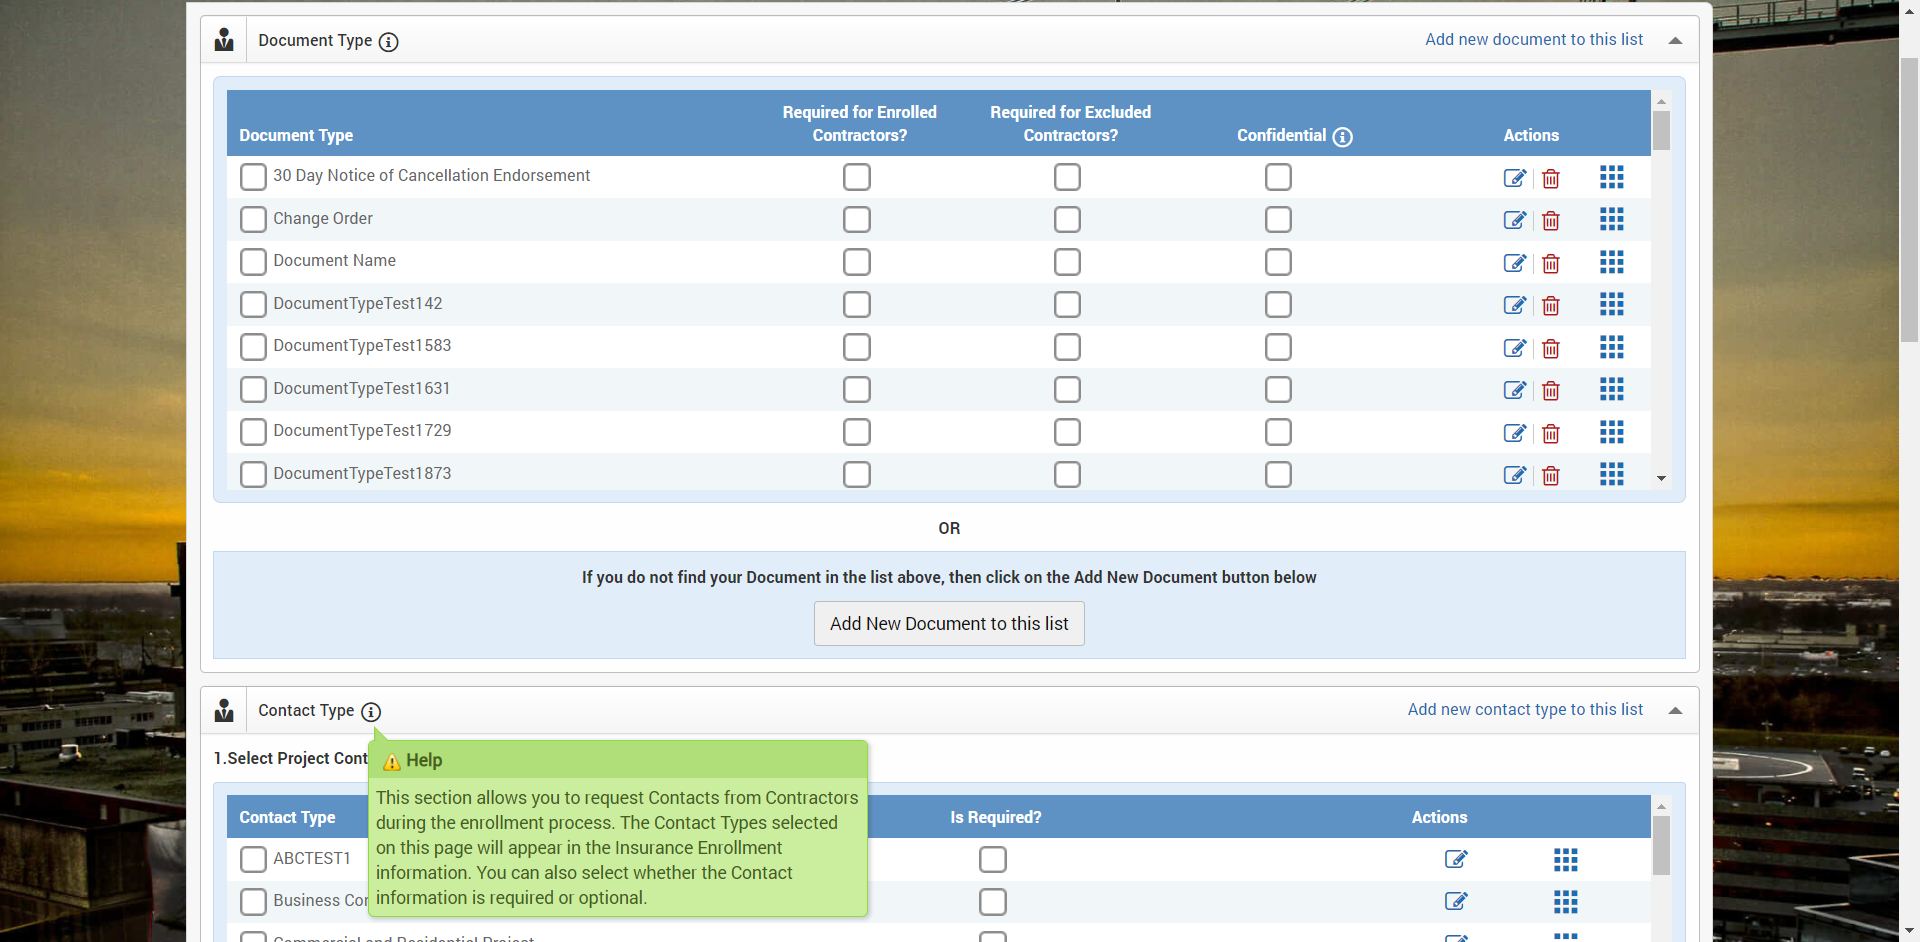 Document Type
Add new document to this list
Document Type
Required for Enrolled
Contractors?
Required for Excluded
Contractors?
Confidential
Actions
30 Day Notice of Cancellation Endorsement
Change Order
Document Name
DocumentTypeTest142
DocumentTypeTest1583
DocumentTypeTest1631
DocumentTypeTest1729
DocumentTypeTest1873
OR
If you do not find your Document in the list above, then click on the Add New Document button below
Add New Document to this list
Contact Type
Add new contact type to this list
1.Select Project Cont
Help
This section allows you to request Contacts from Contractors
during the enrollment process. The Contact Types selected
on this page will appear in the Insurance Enrollment
information. You can also select whether the Contact
information is required or optional.
Contact Type
Is Required?
Actions
ABCTEST1
Business Cor
Commercial and Residential Project